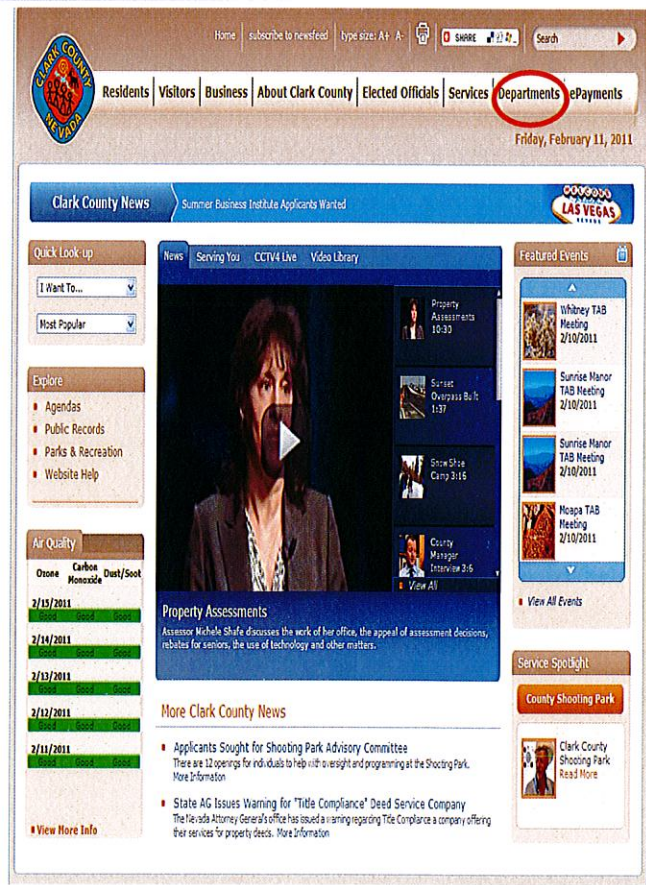 Home subscribe to newsfeed type size: A+ A- SHARE Search
CLARK COUNTY
NEVADA
Residents Visitors Business About Clark County Elected Officials Services Departments ePayments
Friday, February 11, 2011
Clark County News
Summer Business Institute Applicants Wanted
WELCOME
LAS VEGAS
Quick Look-up
I Want To...
Most Popular
Explore
Agendas
Public Records
Parks & Recreation
Website Help
Air Quality
Ozone Carbon Monoxide Dust/Soot
2/15/2011
Good Good Good
2/14/2011
Good Good Good
2/13/2011
Good Good Good
2/12/2011
Good Good Good
2/11/2011
Good Good Good
View More Info
News Serving You CCTV4 Live Video Library
Property
Assessments
10:30
Sunset
Overpass Built
1:37
Snow Shoe
Camp 3:16
County
Manager
Interview 3:6
View All
Property Assessments
Assessor Michele Shafe discusses the work of her office, the appeal of assessment decisions,
rebates for seniors, the use of technology and other matters.
More Clark County News
Applicants Sought for Shooting Park Advisory Committee
There are 12 openings for individuals to help with oversight and programming at the Shooting Park.
More Information
State AG Issues Warning for "Title Compliance" Deed Service Company
The Nevada Attorney General's office has issued a warning regarding Title Compliance a company offering
their services for property deeds. More Information
Featured Events
Whitney TAB
Meeting
2/10/2011
Sunrise Manor
TAB Meeting
2/10/2011
Sunrise Manor
TAB Meeting
2/10/2011
Moapa TAB
Meeting
2/10/2011
View All Events
Service Spotlight
County Shooting Park
Clark County
Shooting Park
Read More